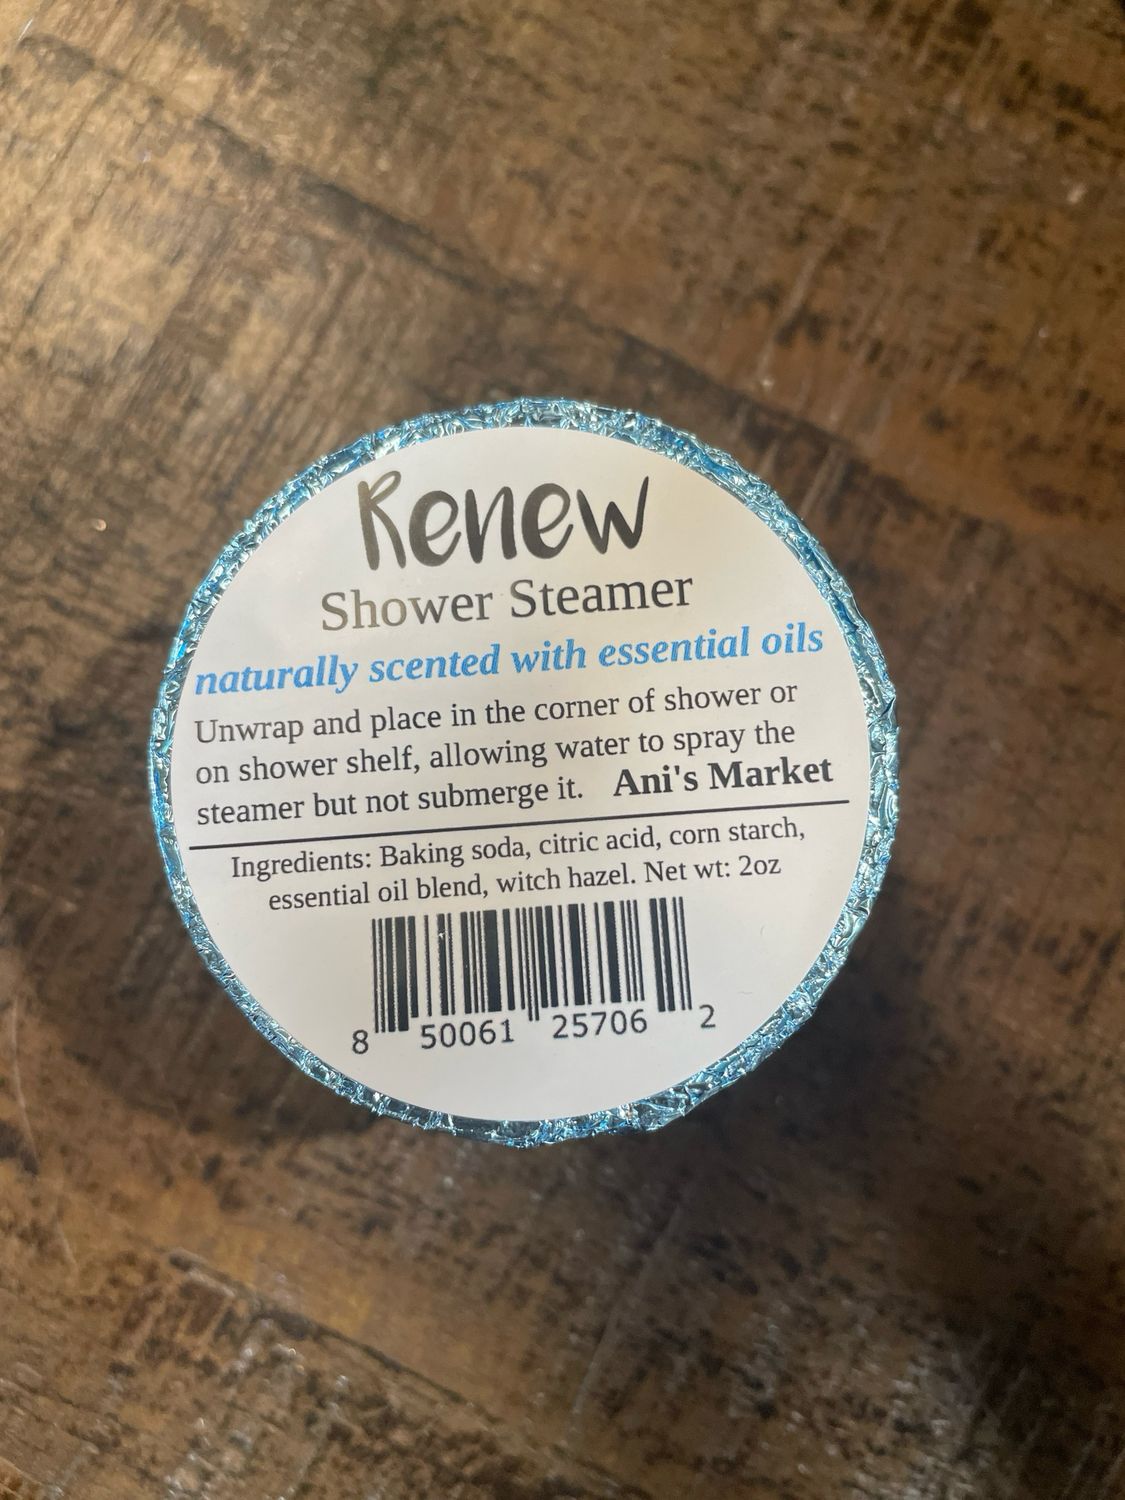 Renew
Shower Steamer
naturally scented with essential oils
Unwrap and place in the corner of shower or
on shower shelf, allowing water to spray the
steamer but not submerge it. Ani's Market
Ingredients: Baking soda, citric acid, corn starch,
essential oil blend, witch hazel. Net wt: 2oz
8 50061 25706 2